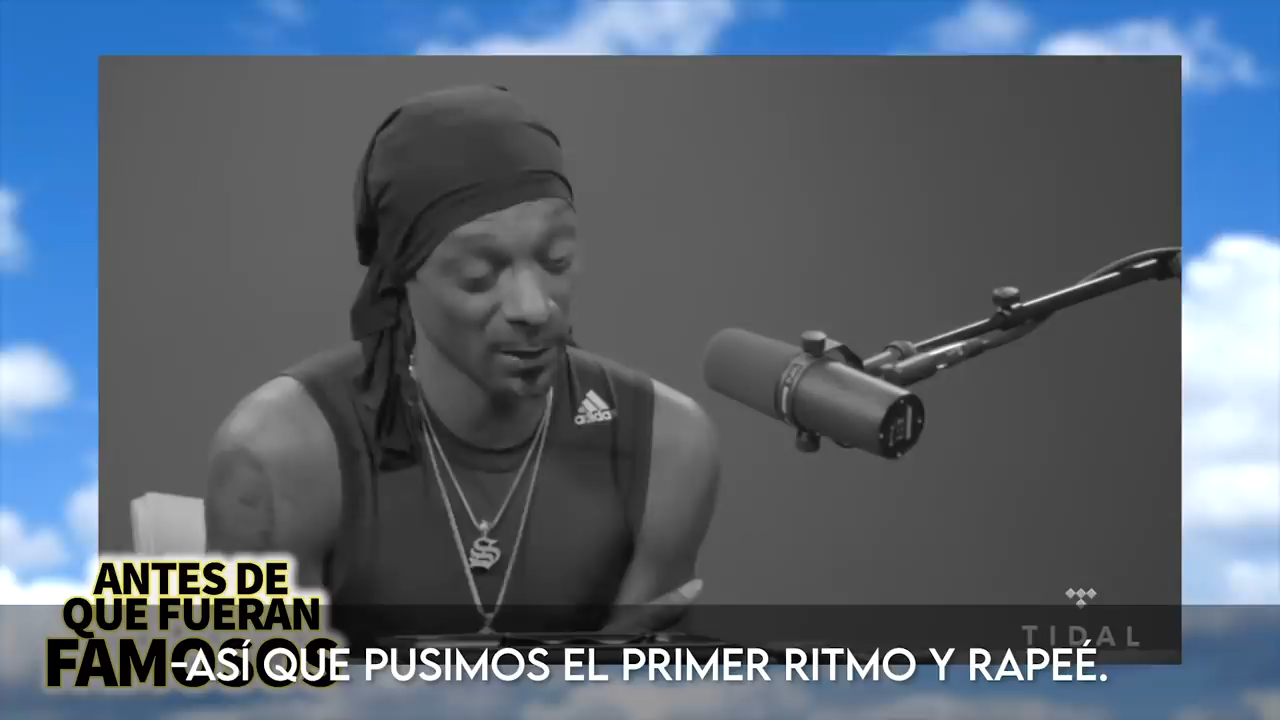 adidas
S
TIDAL
ANTES DE
QUE FUERAN
FAMOSOS
-ASÍ QUE PUSIMOS EL PRIMER RITMO Y RAPEÉ.